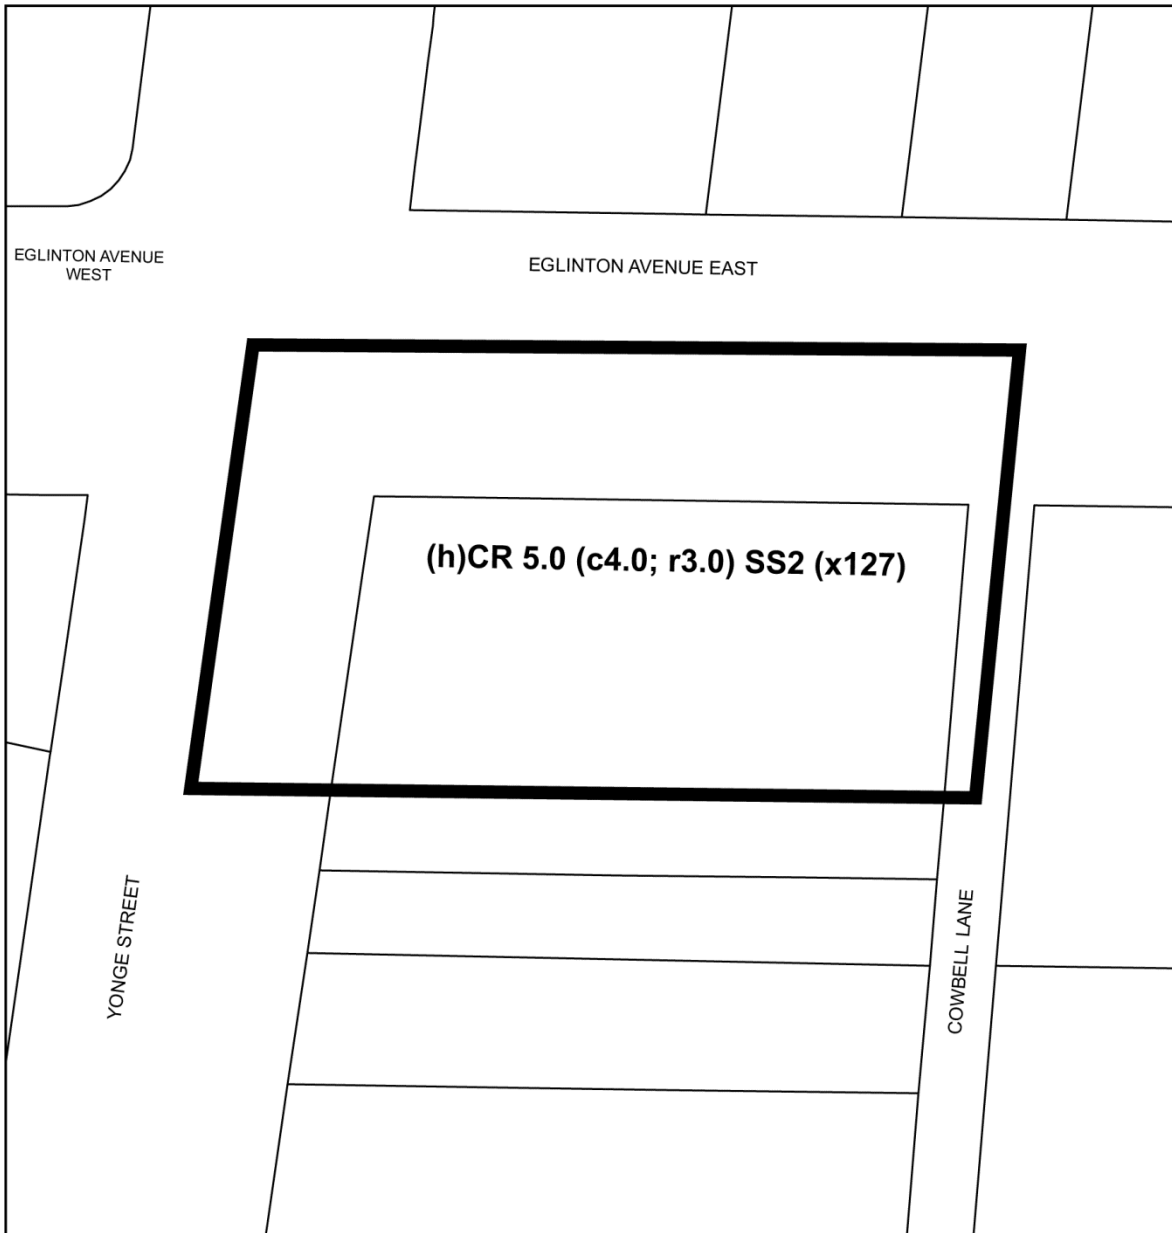 EGLINTON AVENUE
WEST
EGLINTON AVENUE EAST
(h)CR 5.0 (c4.0; r3.0) SS2 (x127)
YONGE STREET
COWBELL LANE